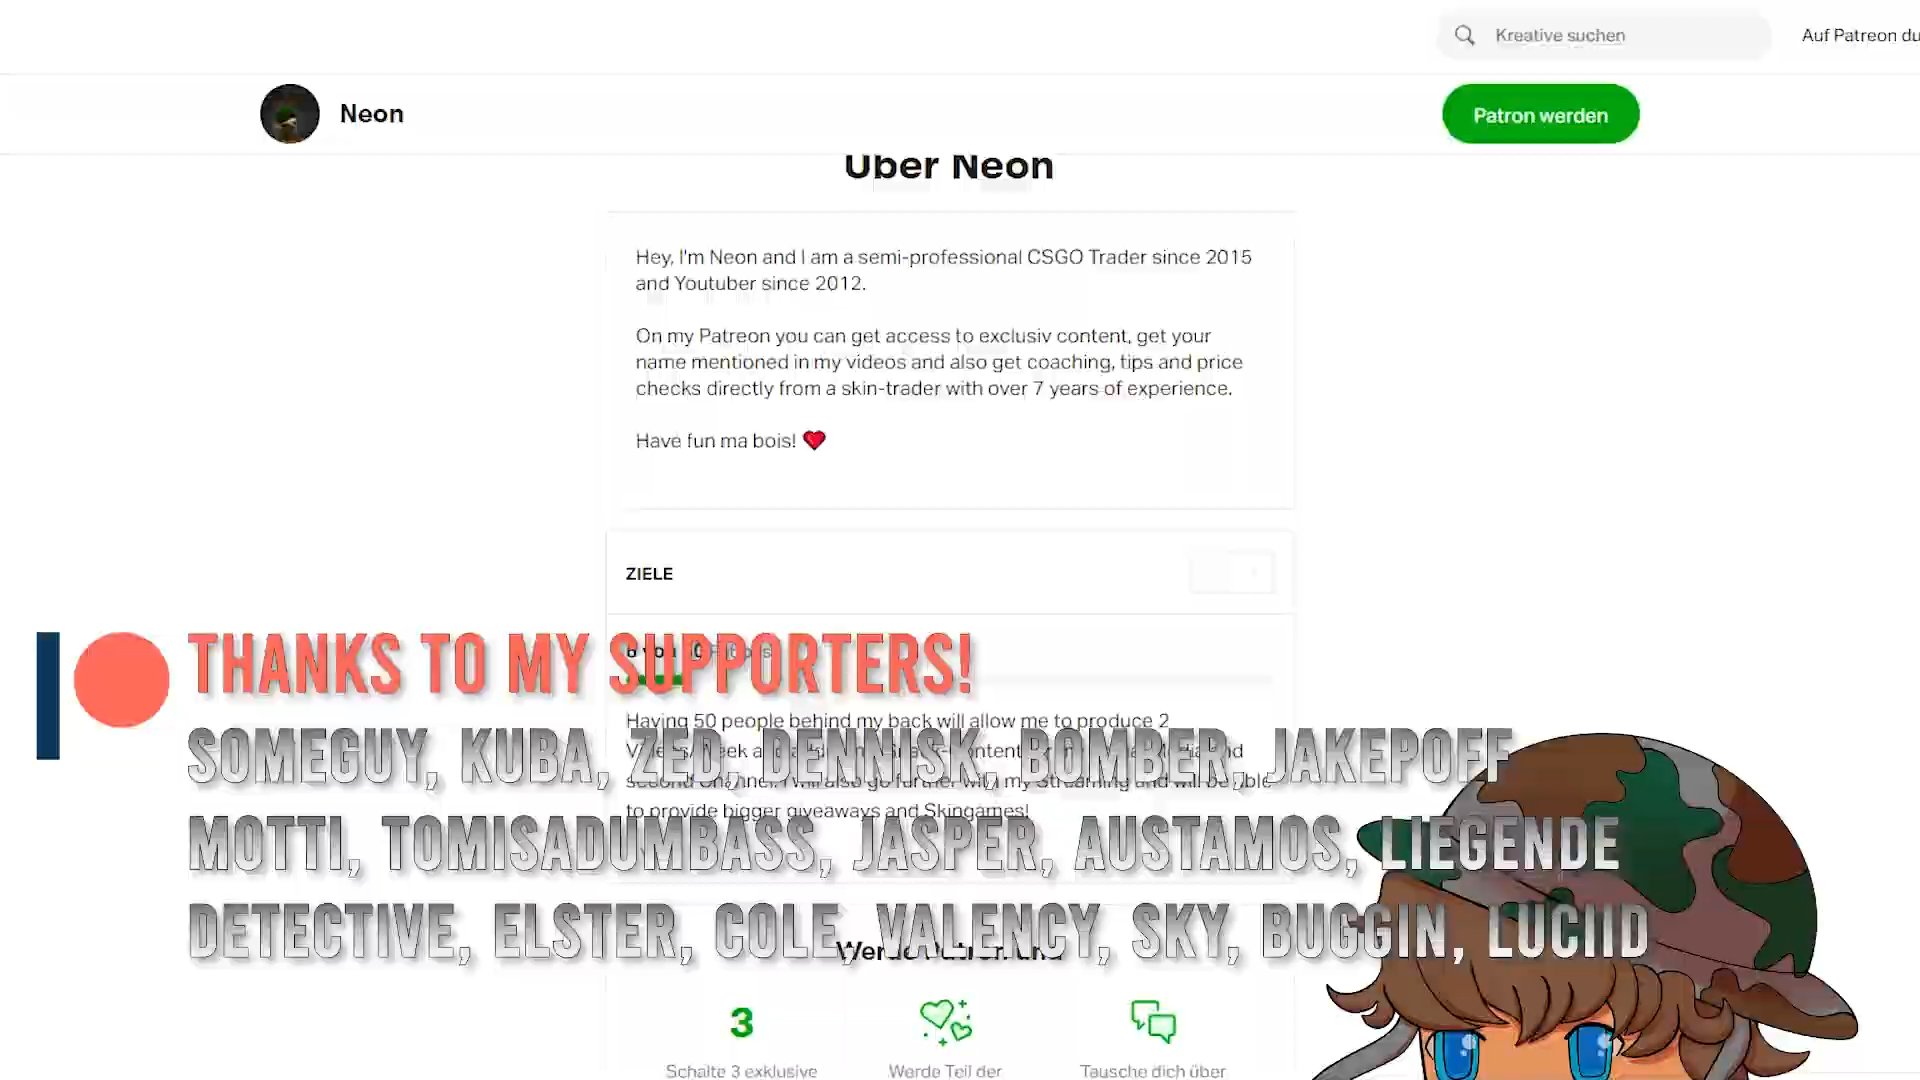 Kreative suchen
Auf Patreon du
Neon
Patron werden
Über Neon
Hey, I'm Neon and I am a semi-professional CSGO Trader since 2015
and Youtuber since 2012.
On my Patreon you can get access to exclusiv content, get your
name mentioned in my videos and also get coaching, tips and price
checks directly from a skin-trader with over 7 years of experience.
Have fun ma bois! ❤️
ZIELE
THANKS TO MY SUPPORTERS!
Having 50 people behind my back will allow me to produce 2
SOMEGUY, KUBA, ZED, DENNISK, BOMBER, JAKEPOFF
to provide bigger giveaways and Skingames!
MOTTI, TOMISADUMBASS, JASPER, AUSTAMOS, LIEGENDE
DETECTIVE, ELSTER, COLE, VALENCY, SKY, BUGGIN, LUCIID
3
Schalte 3 exklusive
Werde Teil der
Tausche dich über